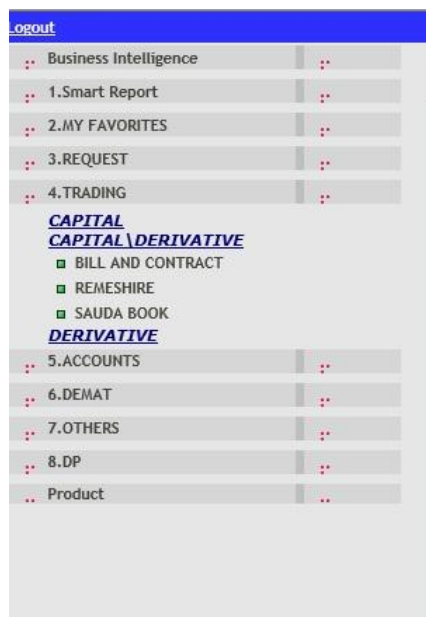 Logout
Business Intelligence
1.Smart Report
2.MY FAVORITES
3.REQUEST
4.TRADING
CAPITAL
CAPITAL\DERIVATIVE
BILL AND CONTRACT
REMESHIRE
SAUDA BOOK
DERIVATIVE
5.ACCOUNTS
6.DEMAT
7.OTHERS
8.DP
Product